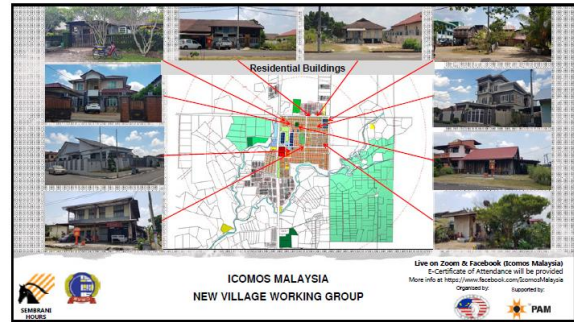 Residential Buildings
Live on Zoom & Facebook (Icomos Malaysia)
E-Certificate of Attendance will be provided
More info at https://www.facebook.com/IcomosMalaysia
Organised by:
Supported by:
ICOMOS MALAYSIA
NEW VILLAGE WORKING GROUP
SEMBRANI
HOURS
PAM